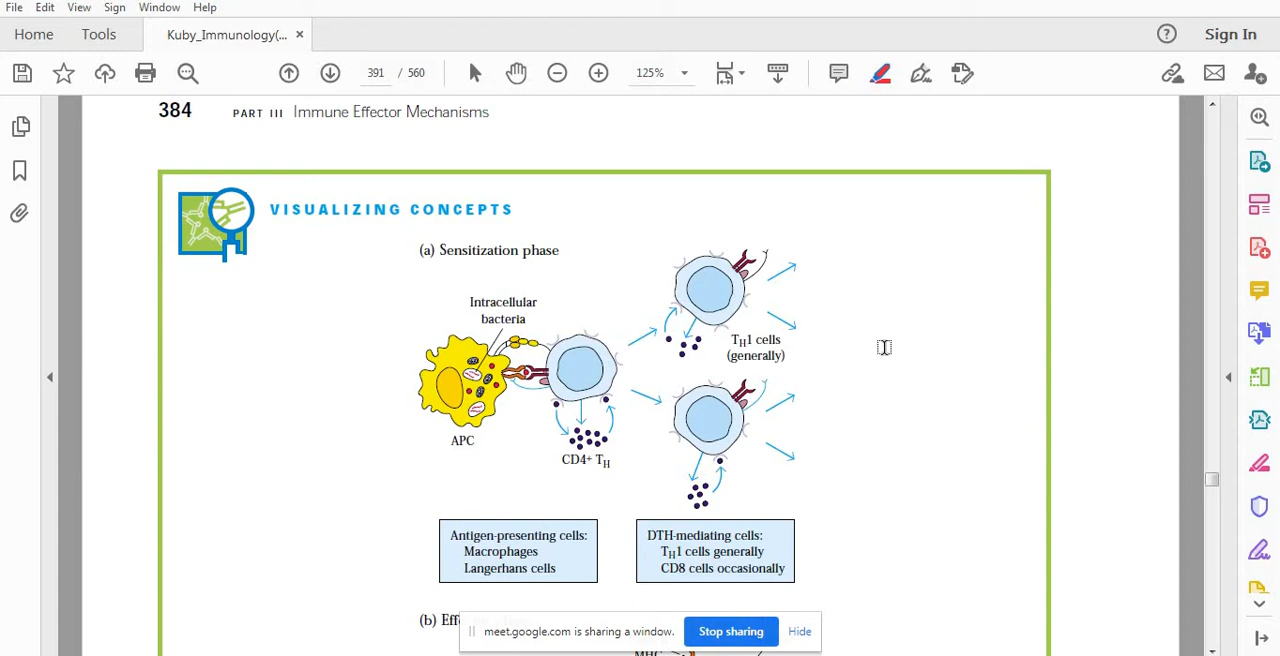 File Edit View Sign Window Help
Home Tools Kuby_Immunology(... × Sign In
391 / 560 125%
384 PART III Immune Effector Mechanisms
VISUALIZING CONCEPTS
(a) Sensitization phase
Intracellular
bacteria
TH1 cells
(generally)
APC
CD4+ TH
Antigen-presenting cells:
Macrophages
Langerhans cells
DTH-mediating cells:
TH1 cells generally
CD8 cells occasionally
(b)
meet.google.com is sharing a window. Stop sharing Hide